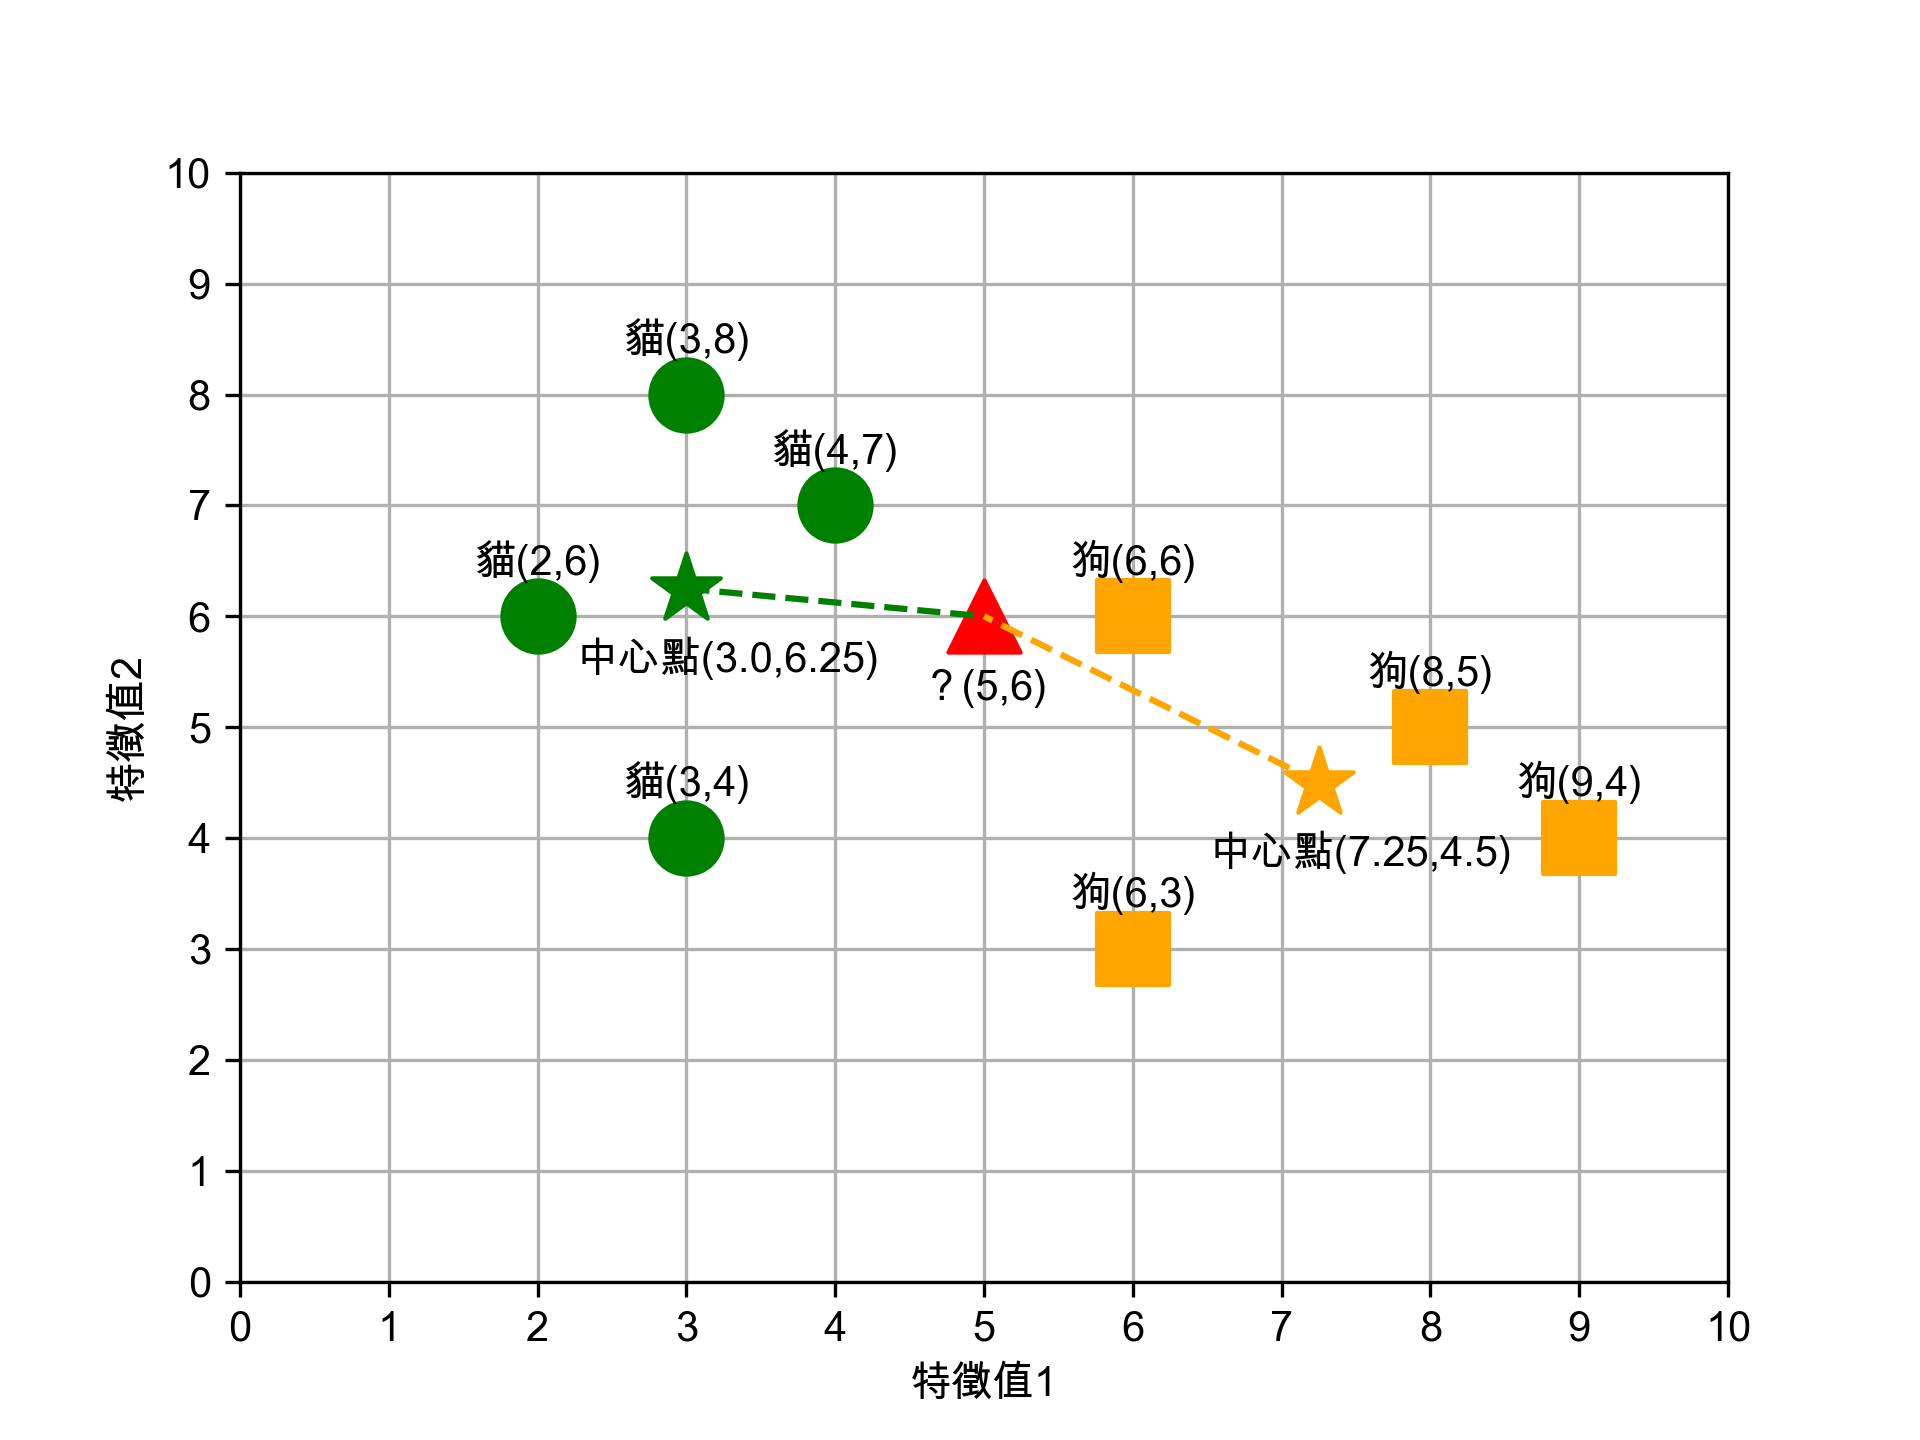 10
9
8
7
6
5
4
3
2
1
0
特徵值2
貓(3,8)
貓(4,7)
貓(2,6)
狗(6,6)
中心點(3.0,6.25)
？(5,6)
狗(8,5)
貓(3,4)
狗(9,4)
中心點(7.25,4.5)
狗(6,3)
0 1 2 3 4 5 6 7 8 9 10
特徵值1